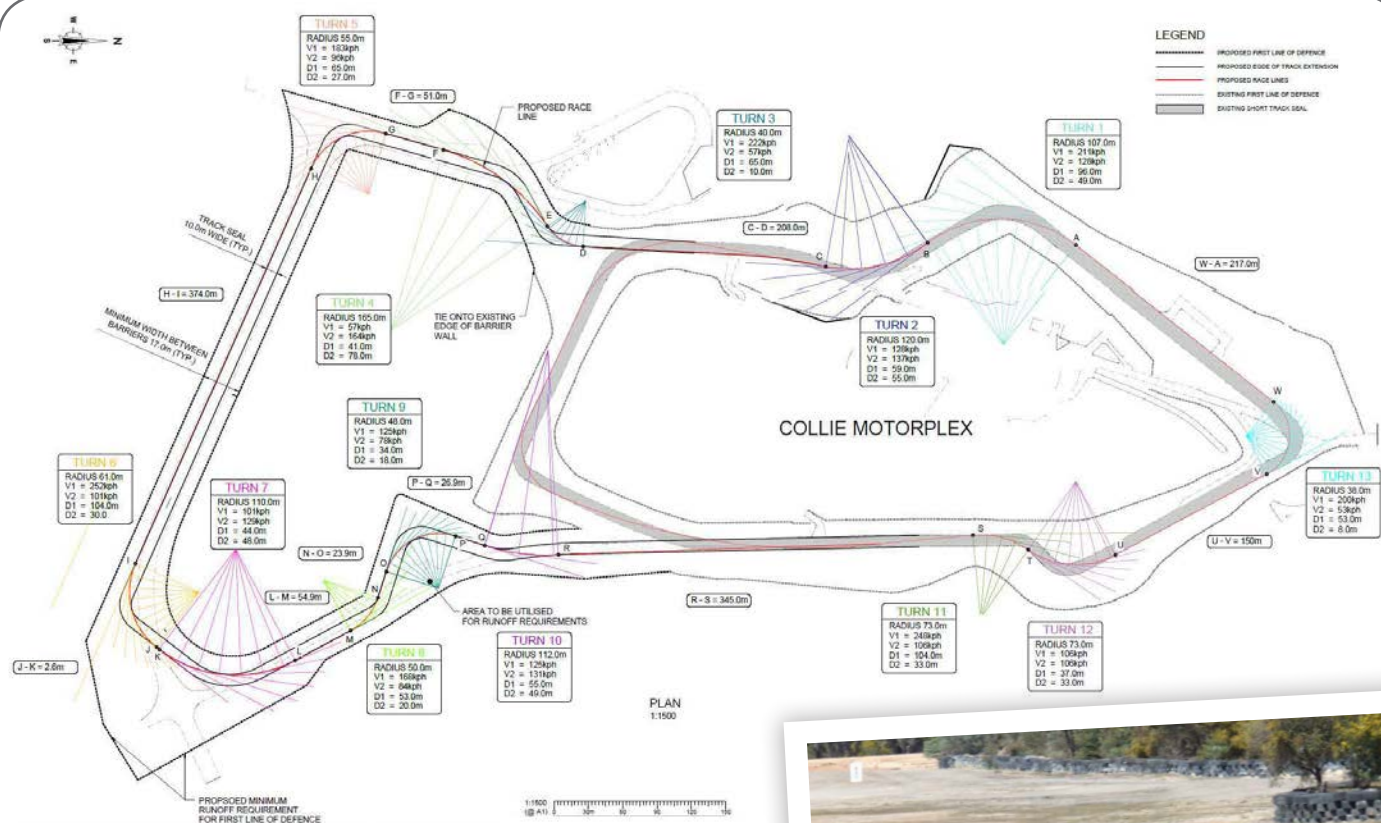 N
S
TURN 5
RADIUS 55.0m
V1 = 183kph
V2 = 96kph
D1 = 65.0m
D2 = 27.0m
F - G = 51.0m
PROPOSED RACE
LINE
TURN 3
RADIUS 40.0m
V1 = 222kph
V2 = 57kph
D1 = 65.0m
D2 = 10.0m
TURN 1
RADIUS 107.0m
V1 = 211kph
V2 = 128kph
D1 = 96.0m
D2 = 49.0m
LEGEND
PROPOSED FIRST LINE OF DEFENCE
PROPOSED EDGE OF TRACK EXTENSION
PROPOSED RACE LINES
EXISTING FIRST LINE OF DEFENCE
EXISTING SHORT TRACK SEAL
G
F
H
E
D
C - D = 208.0m
C
B
A
W - A = 217.0m
TRACK SEAL
10.0m WIDE (TYP.)
H - I = 374.0m
MINIMUM WIDTH BETWEEN
BARRIERS 17.0m (TYP.)
TURN 4
RADIUS 165.0m
V1 = 57kph
V2 = 164kph
D1 = 41.0m
D2 = 78.0m
TIE ONTO EXISTING
EDGE OF BARRIER
WALL
TURN 2
RADIUS 120.0m
V1 = 128kph
V2 = 137kph
D1 = 59.0m
D2 = 55.0m
COLLIE MOTORPLEX
W
V
TURN 13
RADIUS 38.0m
V1 = 200kph
V2 = 53kph
D1 = 53.0m
D2 = 8.0m
U - V = 150m
TURN 9
RADIUS 48.0m
V1 = 125kph
V2 = 78kph
D1 = 34.0m
D2 = 18.0m
P - Q = 26.9m
TURN 6
RADIUS 61.0m
V1 = 252kph
V2 = 101kph
D1 = 104.0m
D2 = 30.0
TURN 7
RADIUS 110.0m
V1 = 101kph
V2 = 129kph
D1 = 44.0m
D2 = 48.0m
N - O = 23.9m
L - M = 54.9m
P
Q
R
S
T
U
O
N
M
L
I
J
K
J - K = 2.6m
R - S = 345.0m
AREA TO BE UTILISED
FOR RUNOFF REQUIREMENTS
TURN 8
RADIUS 50.0m
V1 = 168kph
V2 = 84kph
D1 = 53.0m
D2 = 20.0m
TURN 10
RADIUS 112.0m
V1 = 125kph
V2 = 131kph
D1 = 55.0m
D2 = 49.0m
TURN 11
RADIUS 73.0m
V1 = 248kph
V2 = 106kph
D1 = 104.0m
D2 = 33.0m
TURN 12
RADIUS 73.0m
V1 = 106kph
V2 = 106kph
D1 = 37.0m
D2 = 33.0m
PLAN
1:1500
PROPSOED MINIMUM
RUNOFF REQUIREMENT
FOR FIRST LINE OF DEFENCE
1:1500
(@ A1)
0
150